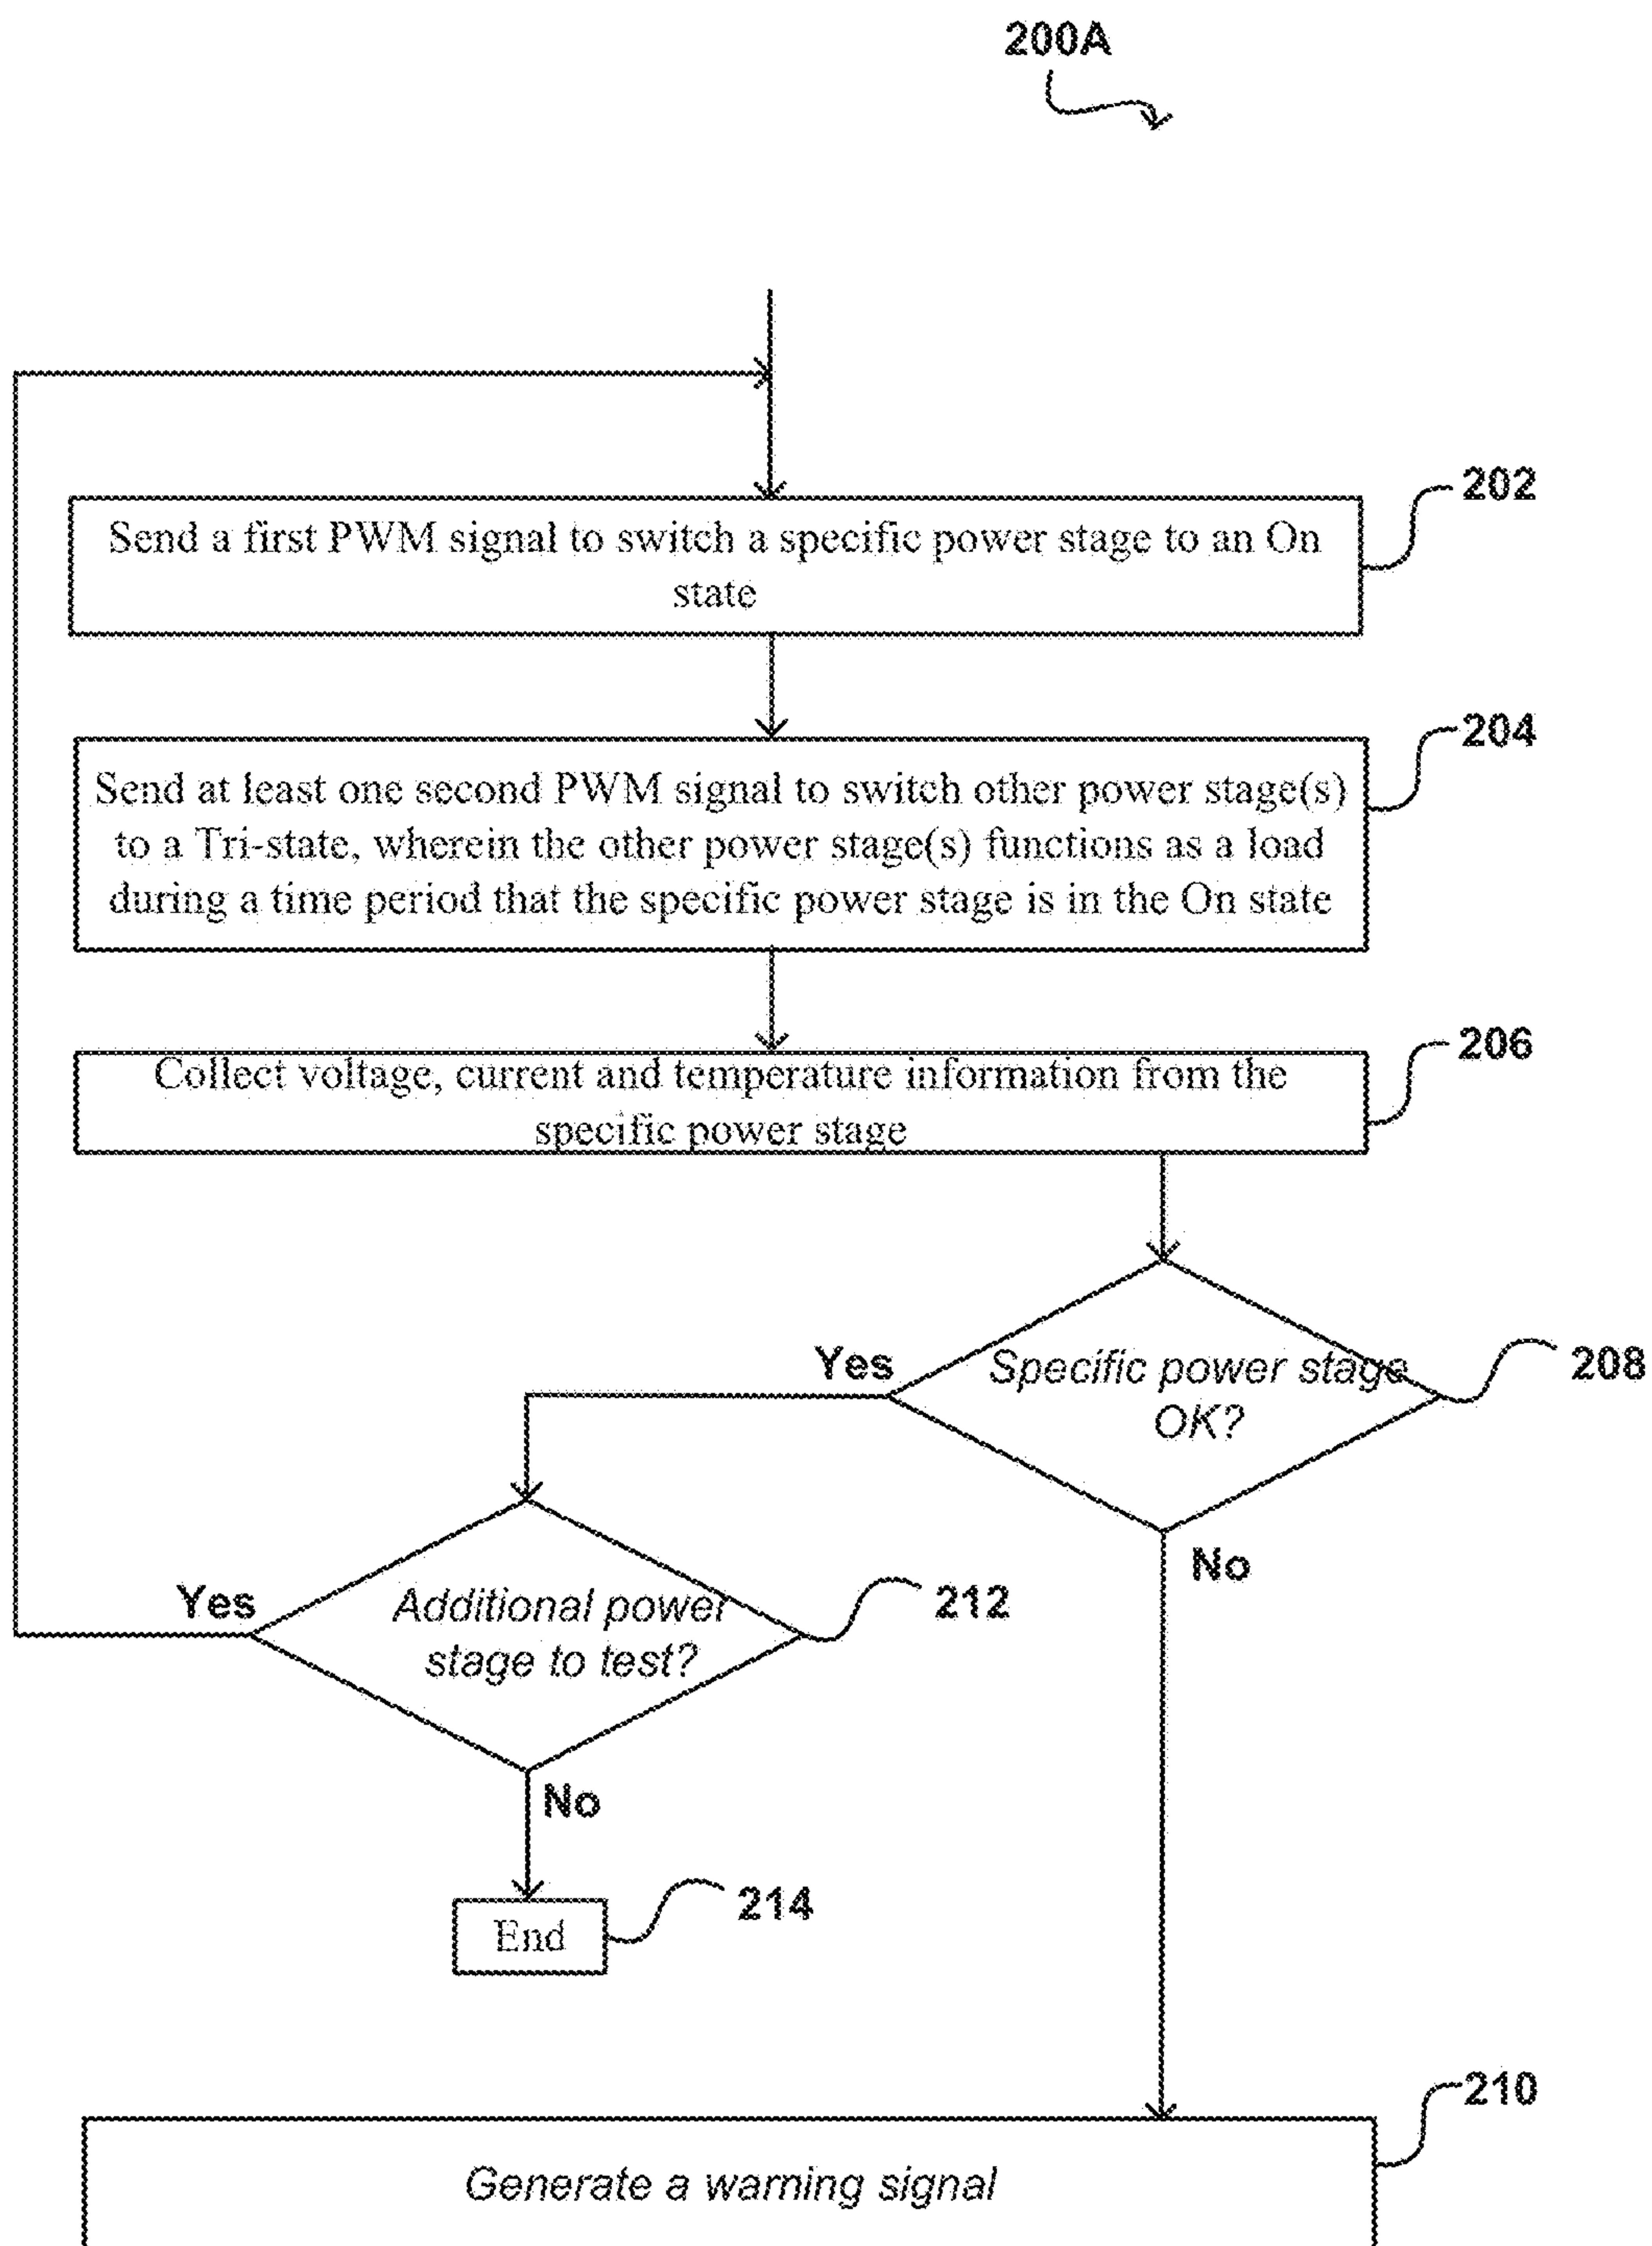 200A
202
Send a first PWM signal to switch a specific power stage to an On
state
204
Send at least one second PWM signal to switch other power stage(s)
to a Tri-state, wherein the other power stage(s) functions as a load
during a time period that the specific power stage is in the On state
206
Collect voltage, current and temperature information from the
specific power stage
Yes
Specific power stage
OK?
208
No
Yes
Additional power
stage to test?
212
No
End
214
210
Generate a warning signal